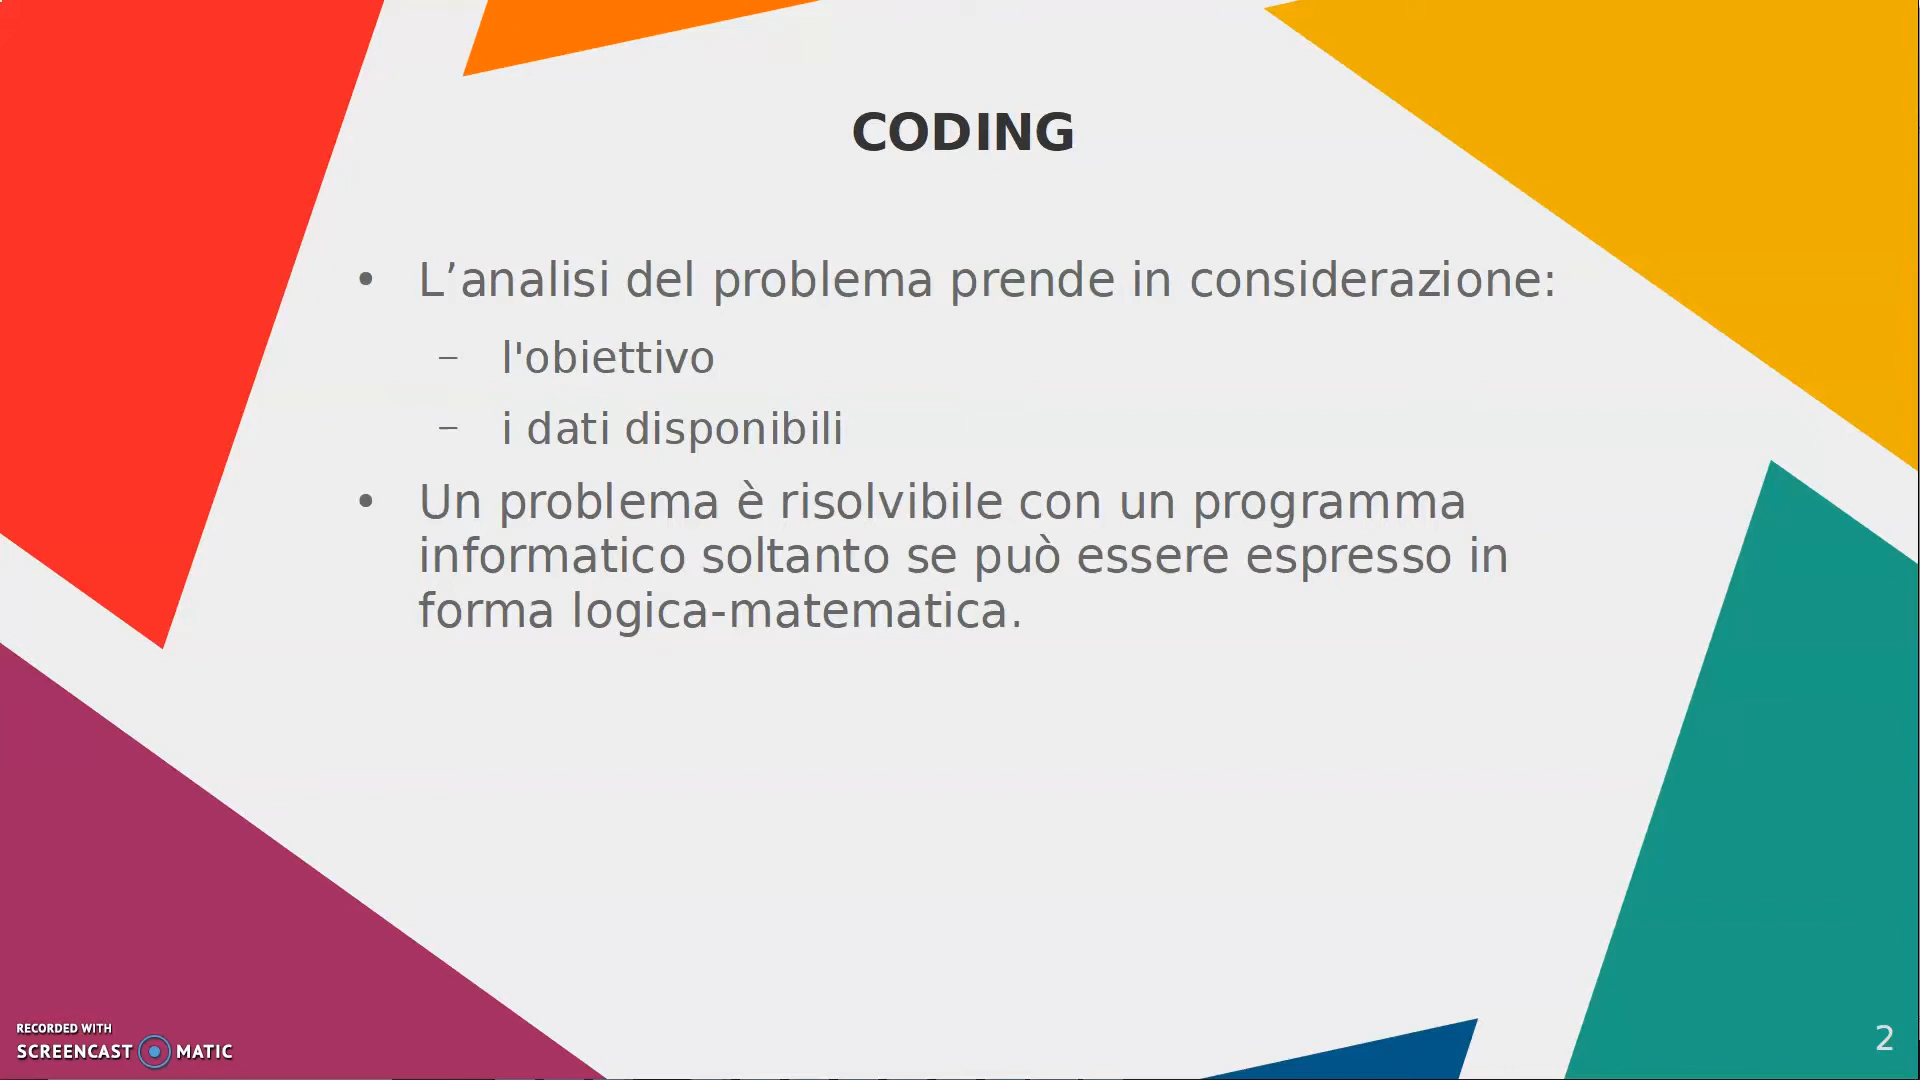 CODING
• L’analisi del problema prende in considerazione:
– l'obiettivo
– i dati disponibili
• Un problema è risolvibile con un programma
informatico soltanto se può essere espresso in
forma logica-matematica.
RECORDED WITH
SCREENCAST MATIC
2